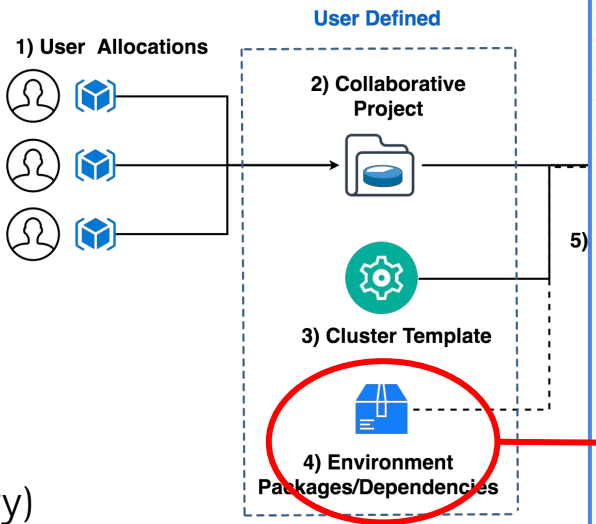 User Defined
1) User Allocations
2) Collaborative
Project
5)
3) Cluster Template
4) Environment
Packages/Dependencies
y)